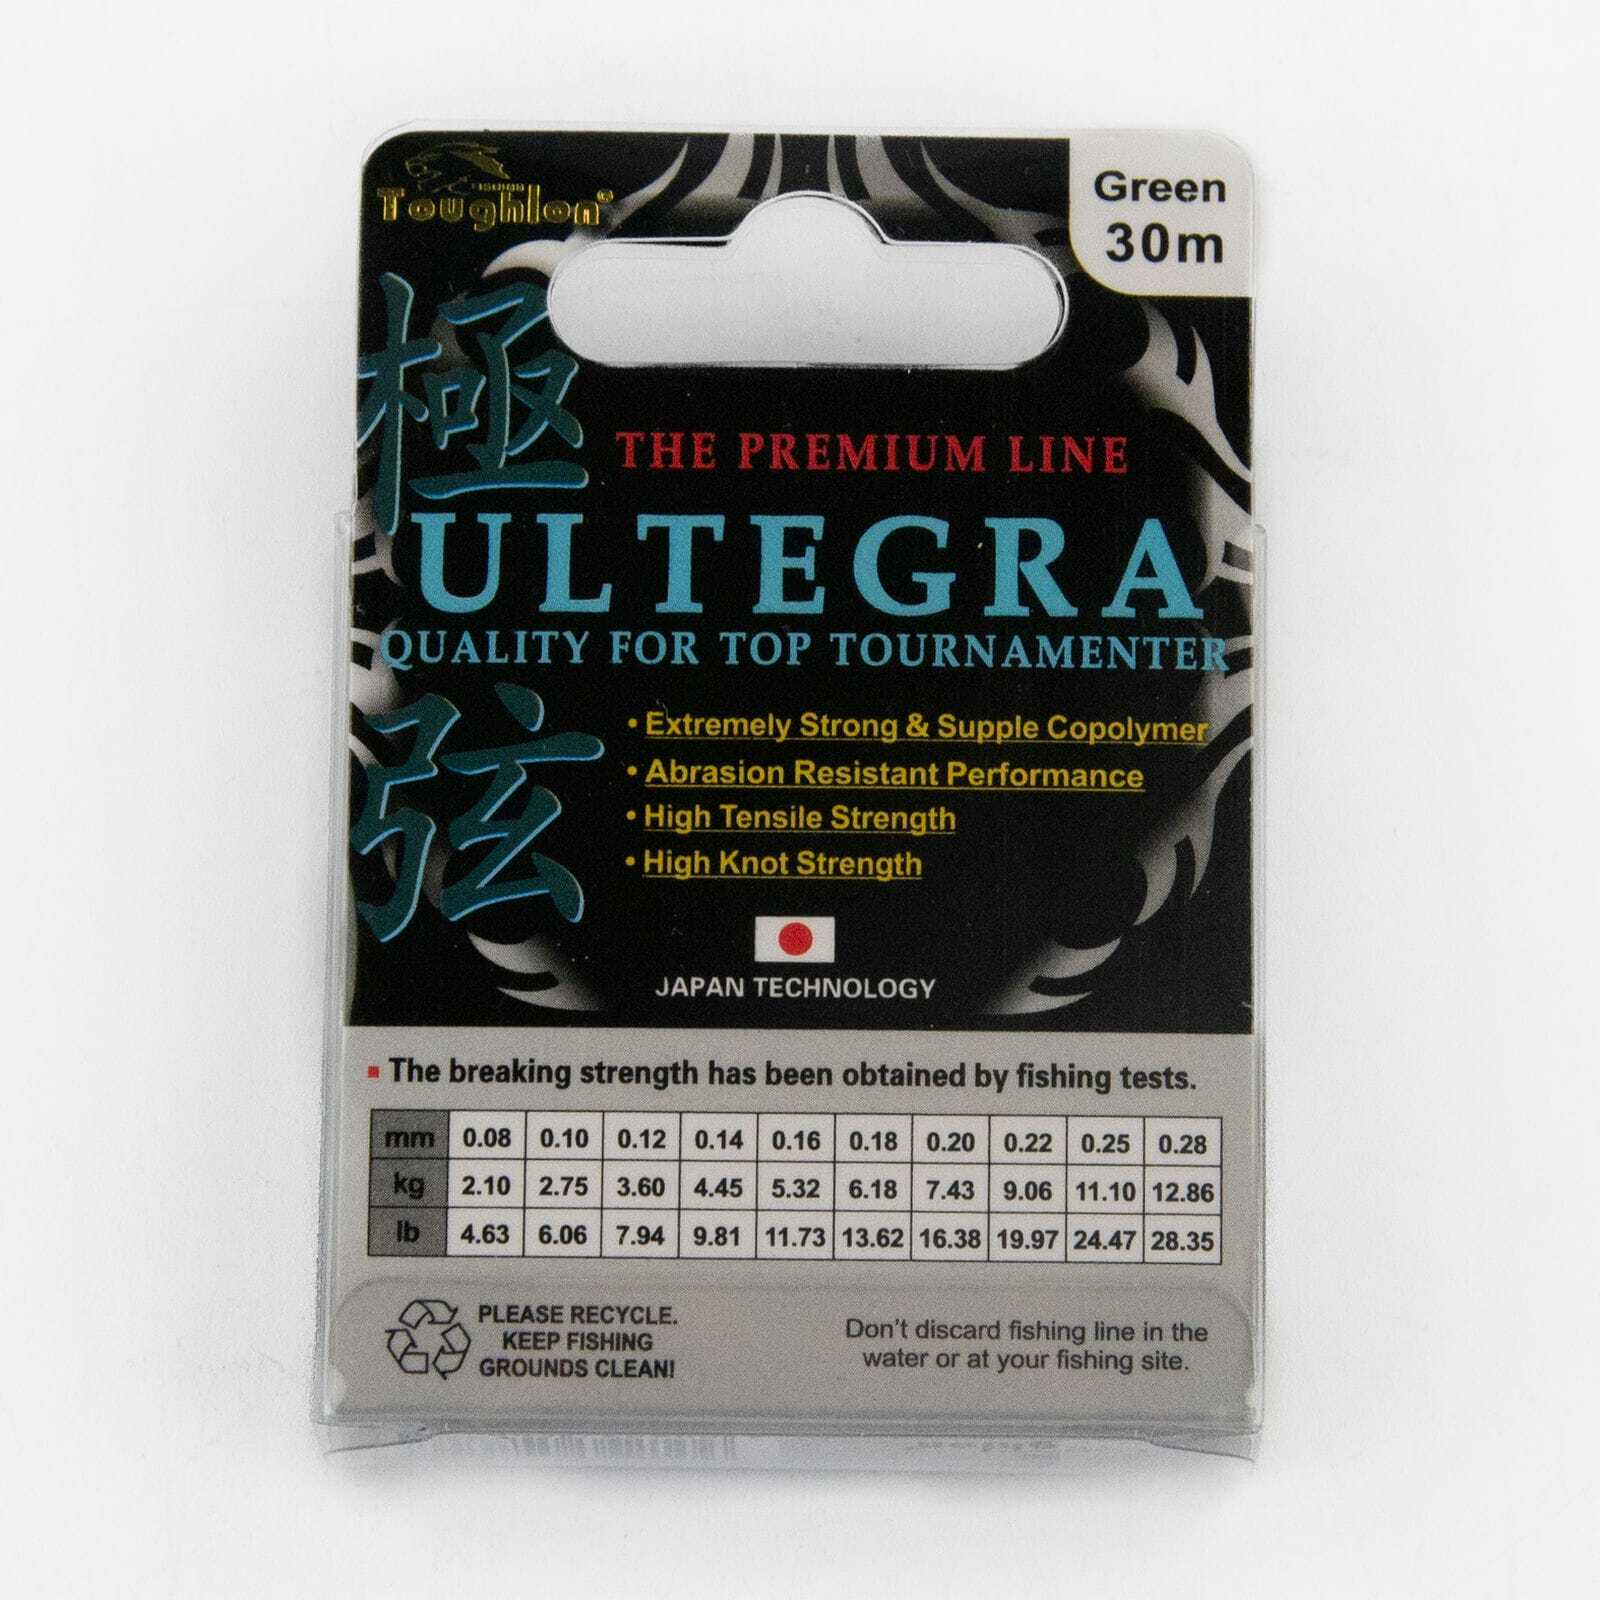 FISHING
Toughlon®
Green
30m
極
THE PREMIUM LINE
ULTEGRA
QUALITY FOR TOP TOURNAMENTER
弦
• Extremely Strong & Supple Copolymer
• Abrasion Resistant Performance
• High Tensile Strength
• High Knot Strength
JAPAN TECHNOLOGY
The breaking strength has been obtained by fishing tests.
mm 0.08 0.10 0.12 0.14 0.16 0.18 0.20 0.22 0.25 0.28
kg 2.10 2.75 3.60 4.45 5.32 6.18 7.43 9.06 11.10 12.86
lb 4.63 6.06 7.94 9.81 11.73 13.62 16.38 19.97 24.47 28.35
PLEASE RECYCLE.
KEEP FISHING
GROUNDS CLEAN!
Don't discard fishing line in the
water or at your fishing site.